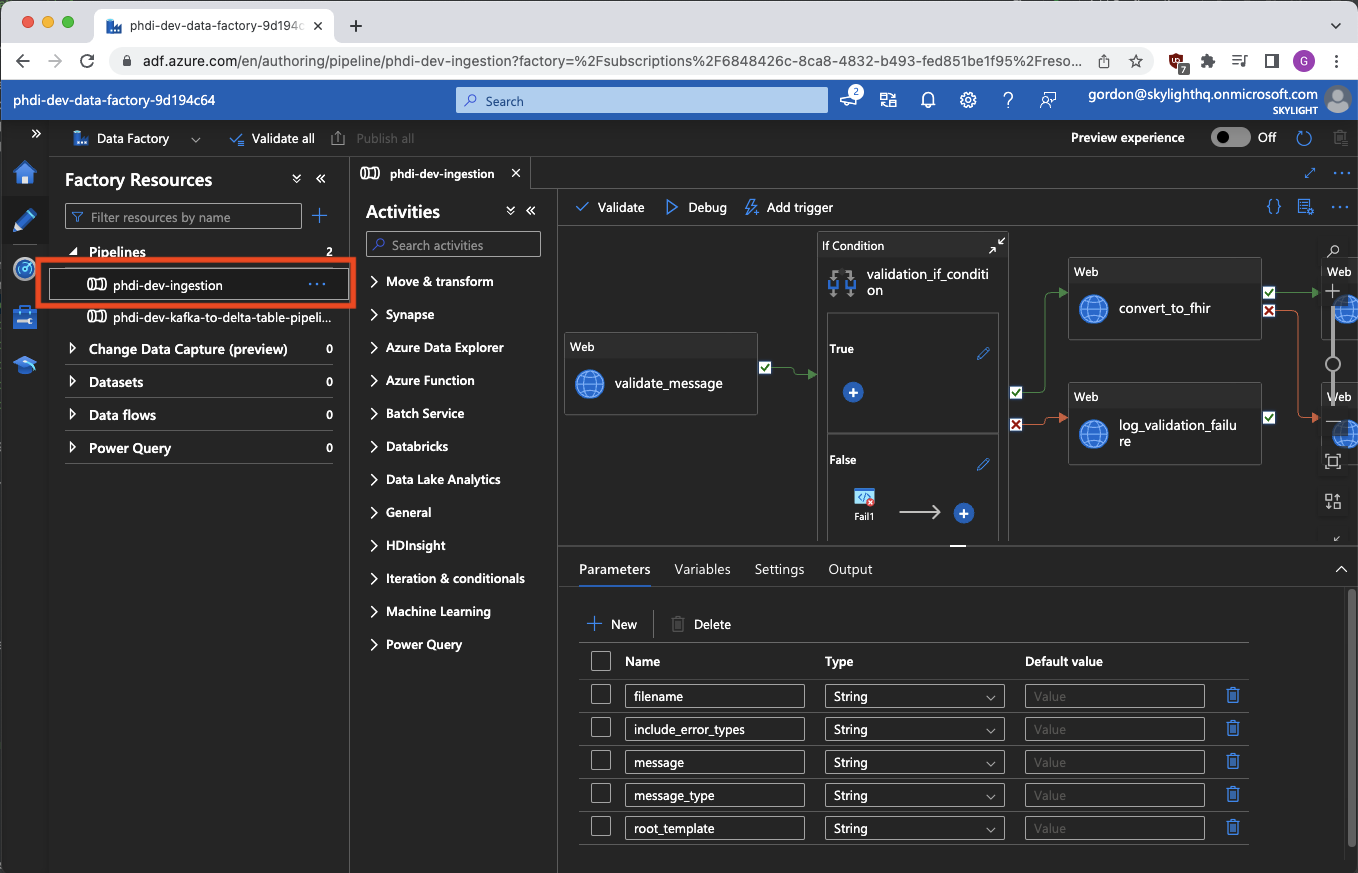 phdi-dev-data-factory-9d194c
adf.azure.com/en/authoring/pipeline/phdi-dev-ingestion?factory=%2Fsubscriptions%2F6848426c-8ca8-4832-b493-fed851be1f95%2Freso...
7
G
phdi-dev-data-factory-9d194c64
Search
2
gordon@skylighthq.onmicrosoft.com
SKYLIGHT
Data Factory
Validate all
Publish all
Preview experience
Off
Factory Resources
Filter resources by name
Pipelines 2
phdi-dev-ingestion
phdi-dev-kafka-to-delta-table-pipeli...
Change Data Capture (preview) 0
Datasets 0
Data flows 0
Power Query 0
phdi-dev-ingestion
Activities
Search activities
Move & transform
Synapse
Azure Data Explorer
Azure Function
Batch Service
Databricks
Data Lake Analytics
General
HDInsight
Iteration & conditionals
Machine Learning
Power Query
Validate
Debug
Add trigger
Web
validate_message
If Condition
validation_if_conditi
on
True
False
Fail1
Web
convert_to_fhir
Web
log_validation_failu
re
Web
Web
Parameters
Variables
Settings
Output
New
Delete
Name Type Default value
filename String Value
include_error_types String Value
message String Value
message_type String Value
root_template String Value